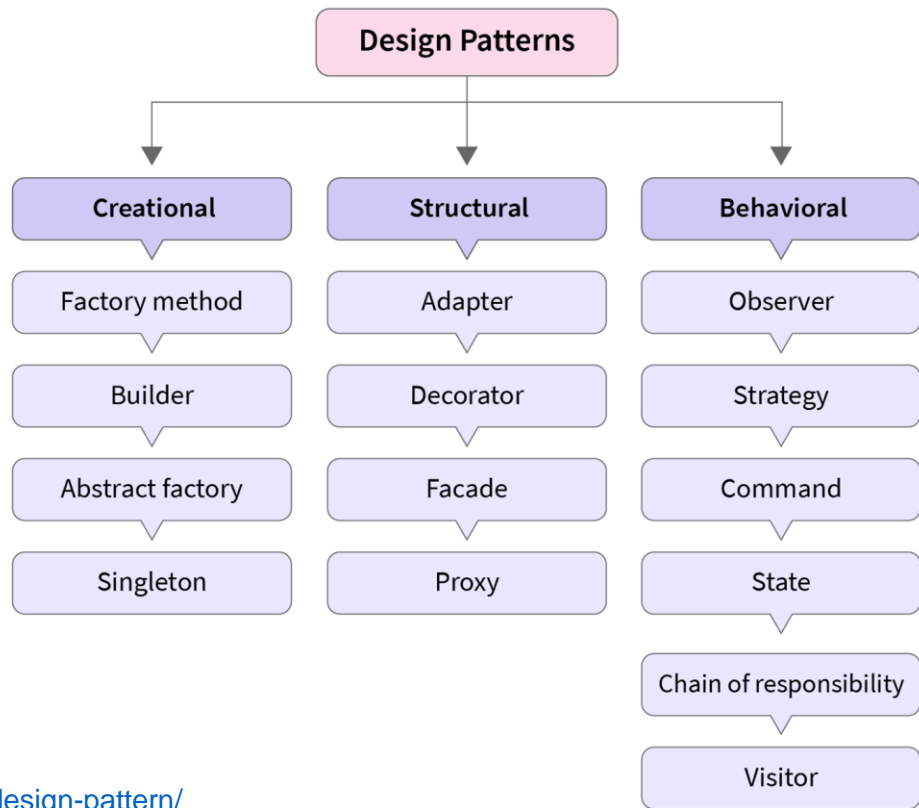 Design Patterns
Creational
Factory method
Builder
Abstract factory
Singleton
Structural
Adapter
Decorator
Facade
Proxy
Behavioral
Observer
Strategy
Command
State
Chain of responsibility
Visitor
design-pattern/